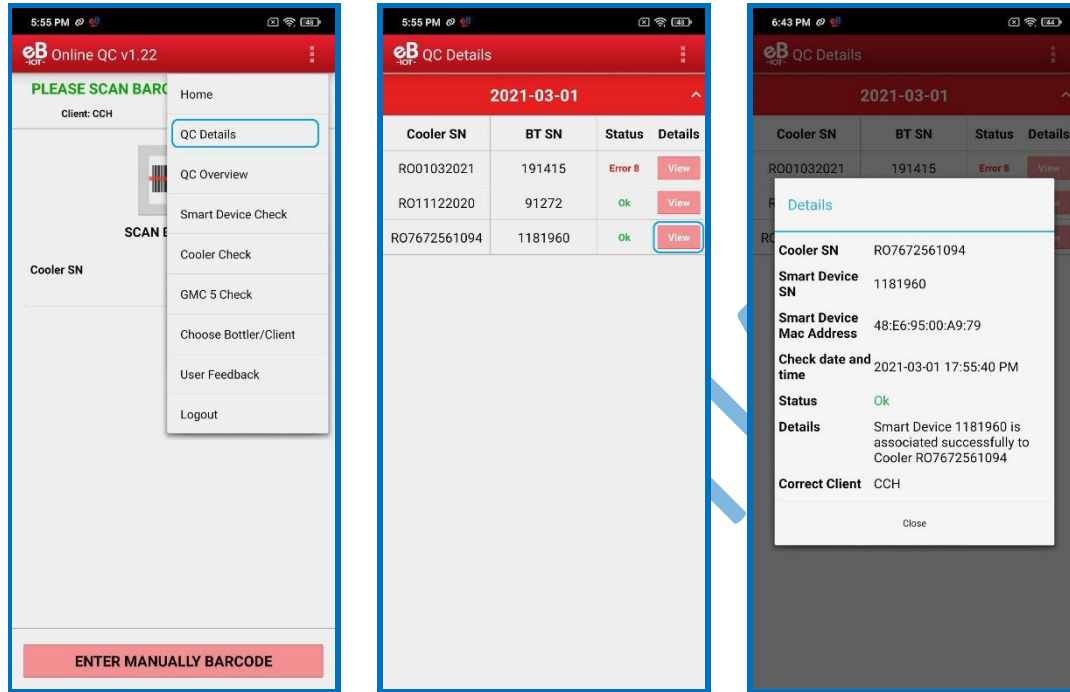 5:55 PM eB 48
eB -IOT- Online QC v1.22
PLEASE SCAN BARC
Client: CCH
Home
QC Details
QC Overview
Smart Device Check
Cooler Check
GMC 5 Check
Choose Bottler/Client
User Feedback
Logout
SCAN
Cooler SN
ENTER MANUALLY BARCODE
5:55 PM eB 48
eB -IOT- QC Details
2021-03-01
Cooler SN BT SN Status Details
RO01032021 191415 Error 8 View
RO11122020 91272 Ok View
RO7672561094 1181960 Ok View
6:43 PM eB 44
eB -IOT- QC Details
2021-03-01
Cooler SN BT SN Status Details
RO01032021 191415 Error 8 View
Details
Cooler SN RO7672561094
Smart Device
SN 1181960
Smart Device
Mac Address 48:E6:95:00:A9:79
Check date and
time 2021-03-01 17:55:40 PM
Status Ok
Details Smart Device 1181960 is
associated successfully to
Cooler RO7672561094
Correct Client CCH
Close